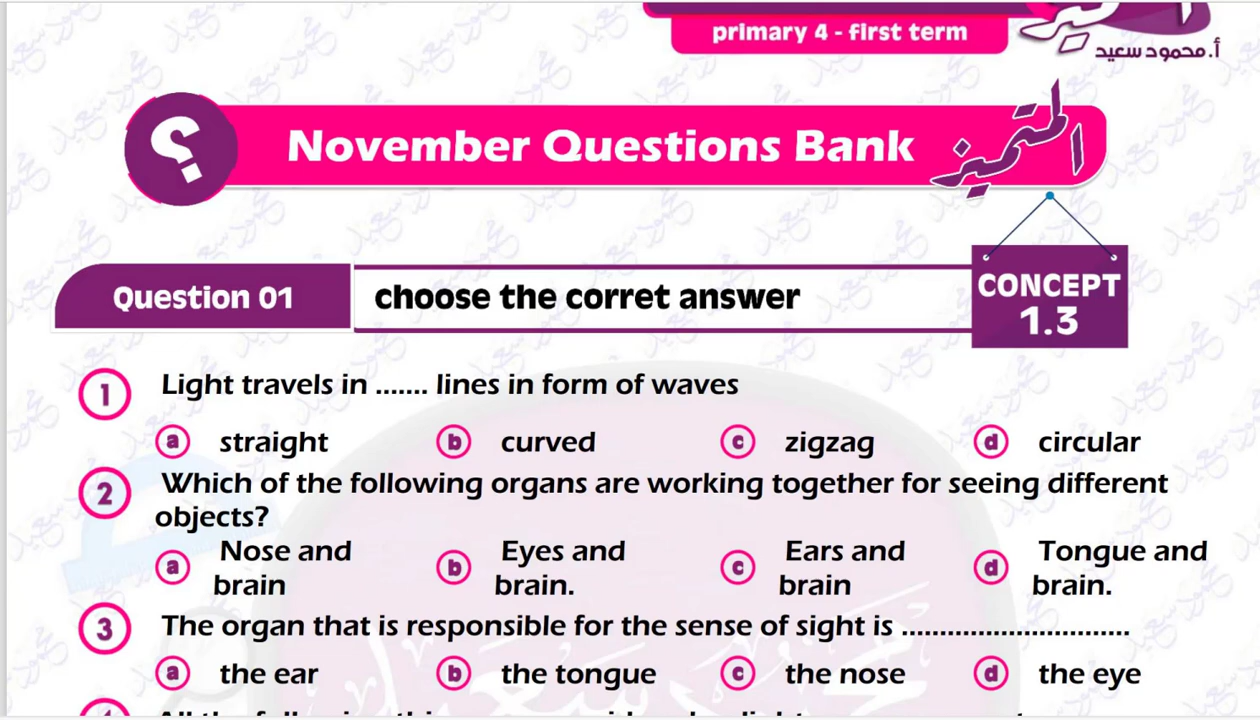 primary 4 - first term
أ.محمود سعيد
November Questions Bank
المتميز
Question 01
choose the corret answer
CONCEPT
1.3
1 Light travels in ....... lines in form of waves
a straight b curved c zigzag d circular
2 Which of the following organs are working together for seeing different
objects?
a Nose and brain b Eyes and brain. c Ears and brain d Tongue and brain.
3 The organ that is responsible for the sense of sight is ..............................
a the ear b the tongue c the nose d the eye